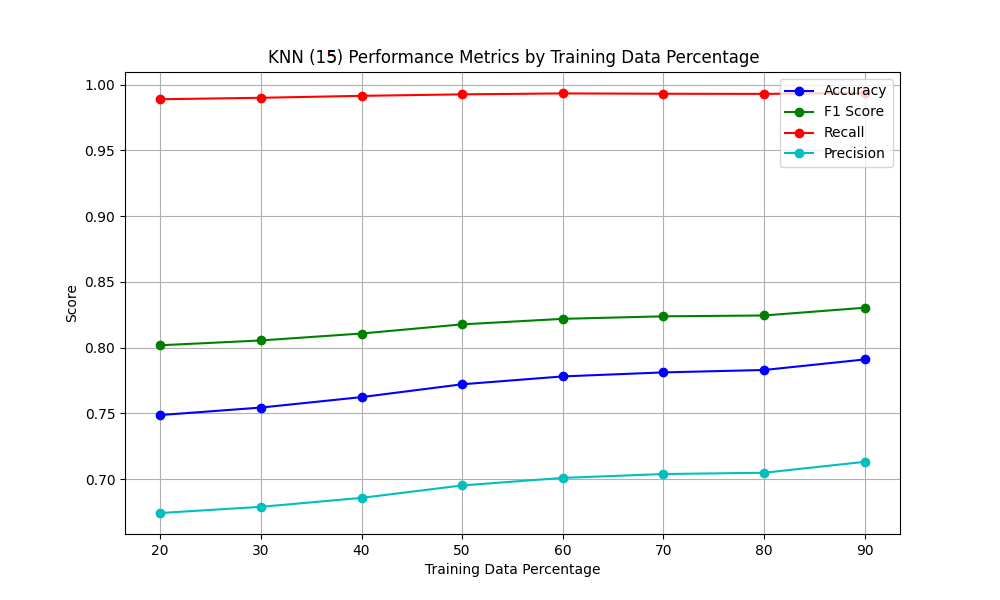 KNN (15) Performance Metrics by Training Data Percentage
1.00
0.95
0.90
0.85
0.80
0.75
0.70
Score
Accuracy
F1 Score
Recall
Precision
20 30 40 50 60 70 80 90
Training Data Percentage